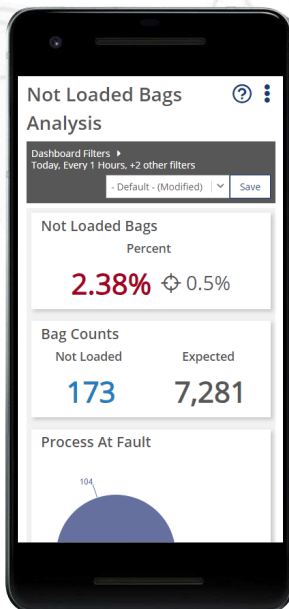 Not Loaded Bags
Analysis
Dashboard Filters
Today, Every 1 Hours, +2 other filters
- Default - (Modified)
Save
Not Loaded Bags
Percent
2.38% 0.5%
Bag Counts
Not Loaded Expected
173 7,281
Process At Fault
104